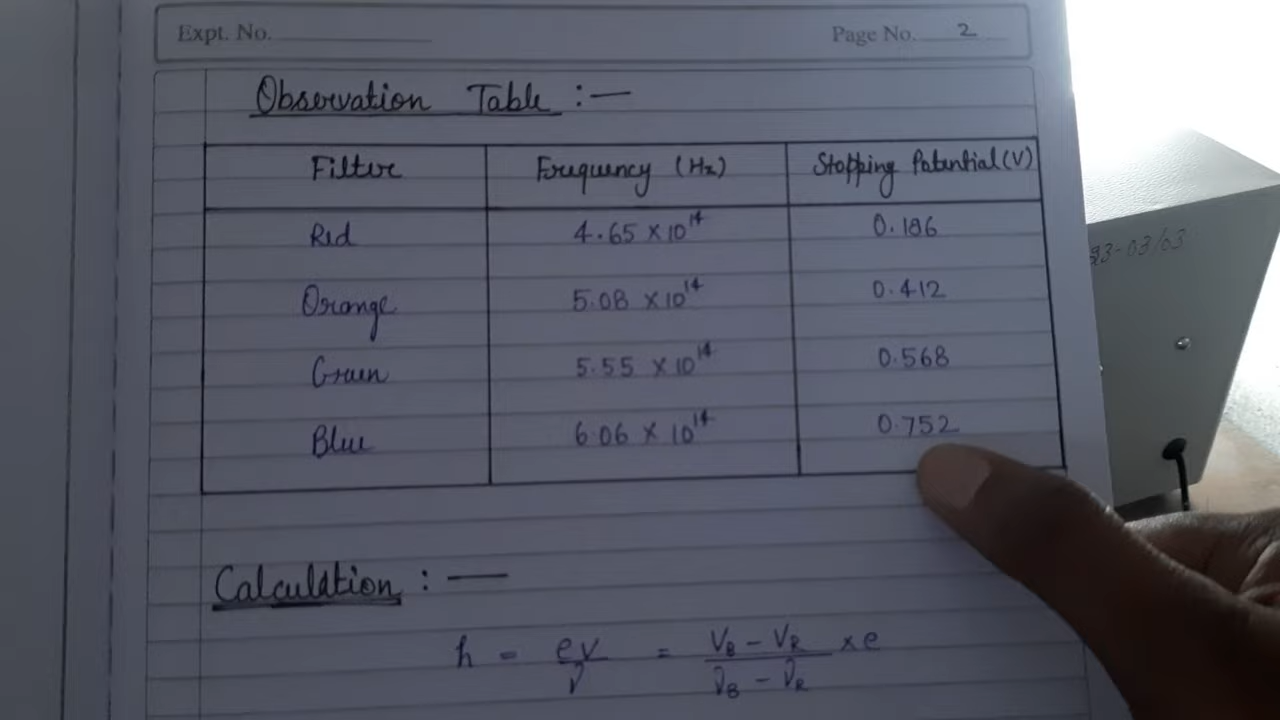 Expt. No.
Page No. 2
Observation Table :—
Filter Frequency (Hz) Stopping Potential (V)
Red 4.65 × 10¹⁴ 0.186
Orange 5.08 × 10¹⁴ 0.412
Green 5.55 × 10¹⁴ 0.568
Blue 6.06 × 10¹⁴ 0.752
Calculation : —
h = eV/ν = (V_B − V_R)/(ν_B − ν_R) × e